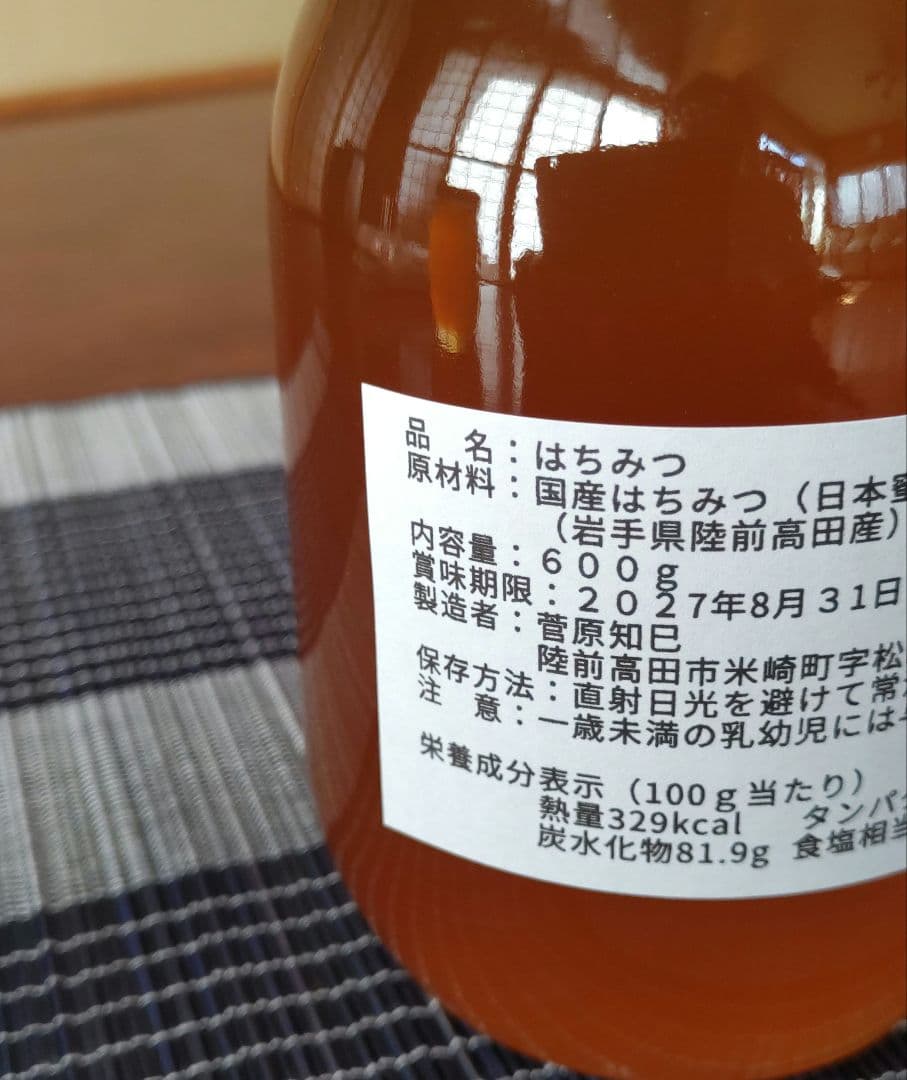 品　名：はちみつ
原材料：国産はちみつ（日本蜜
（岩手県陸前高田産）
内容量：６００ｇ
賞味期限：２０２7年8月３1日
製造者：菅原知巳
陸前高田市米崎町字松
保存方法：直射日光を避けて常
注　意：一歳未満の乳幼児には
栄養成分表示（100ｇ当たり）
熱量329kcal　タンパ
炭水化物81.9g　食塩相当